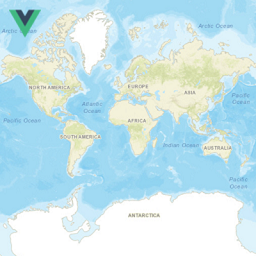 Arctic Ocean
Arctic Ocean
NORTH AMERICA
EUROPE
ASIA
Atlantic
Ocean
Pacific
Ocean
Pacific Ocean
AFRICA
SOUTH AMERICA
Indian Ocean
AUSTRALIA
Pacific
Ocean
ANTARCTICA